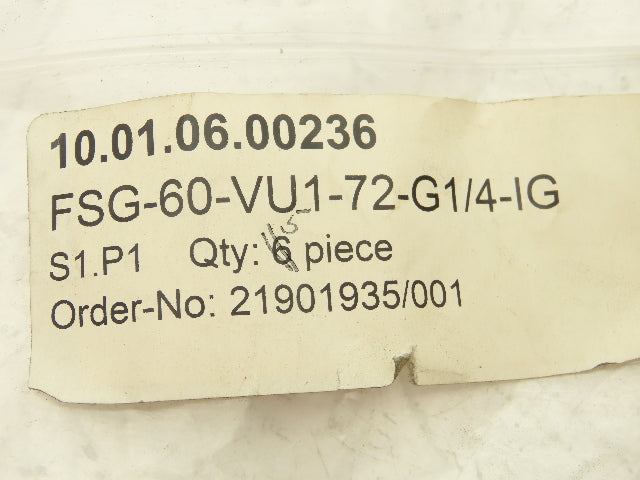 10.01.06.00236
FSG-60-VU1-72-G1/4-IG
S1.P1 Qty: 6 piece
5
Order-No: 21901935/001